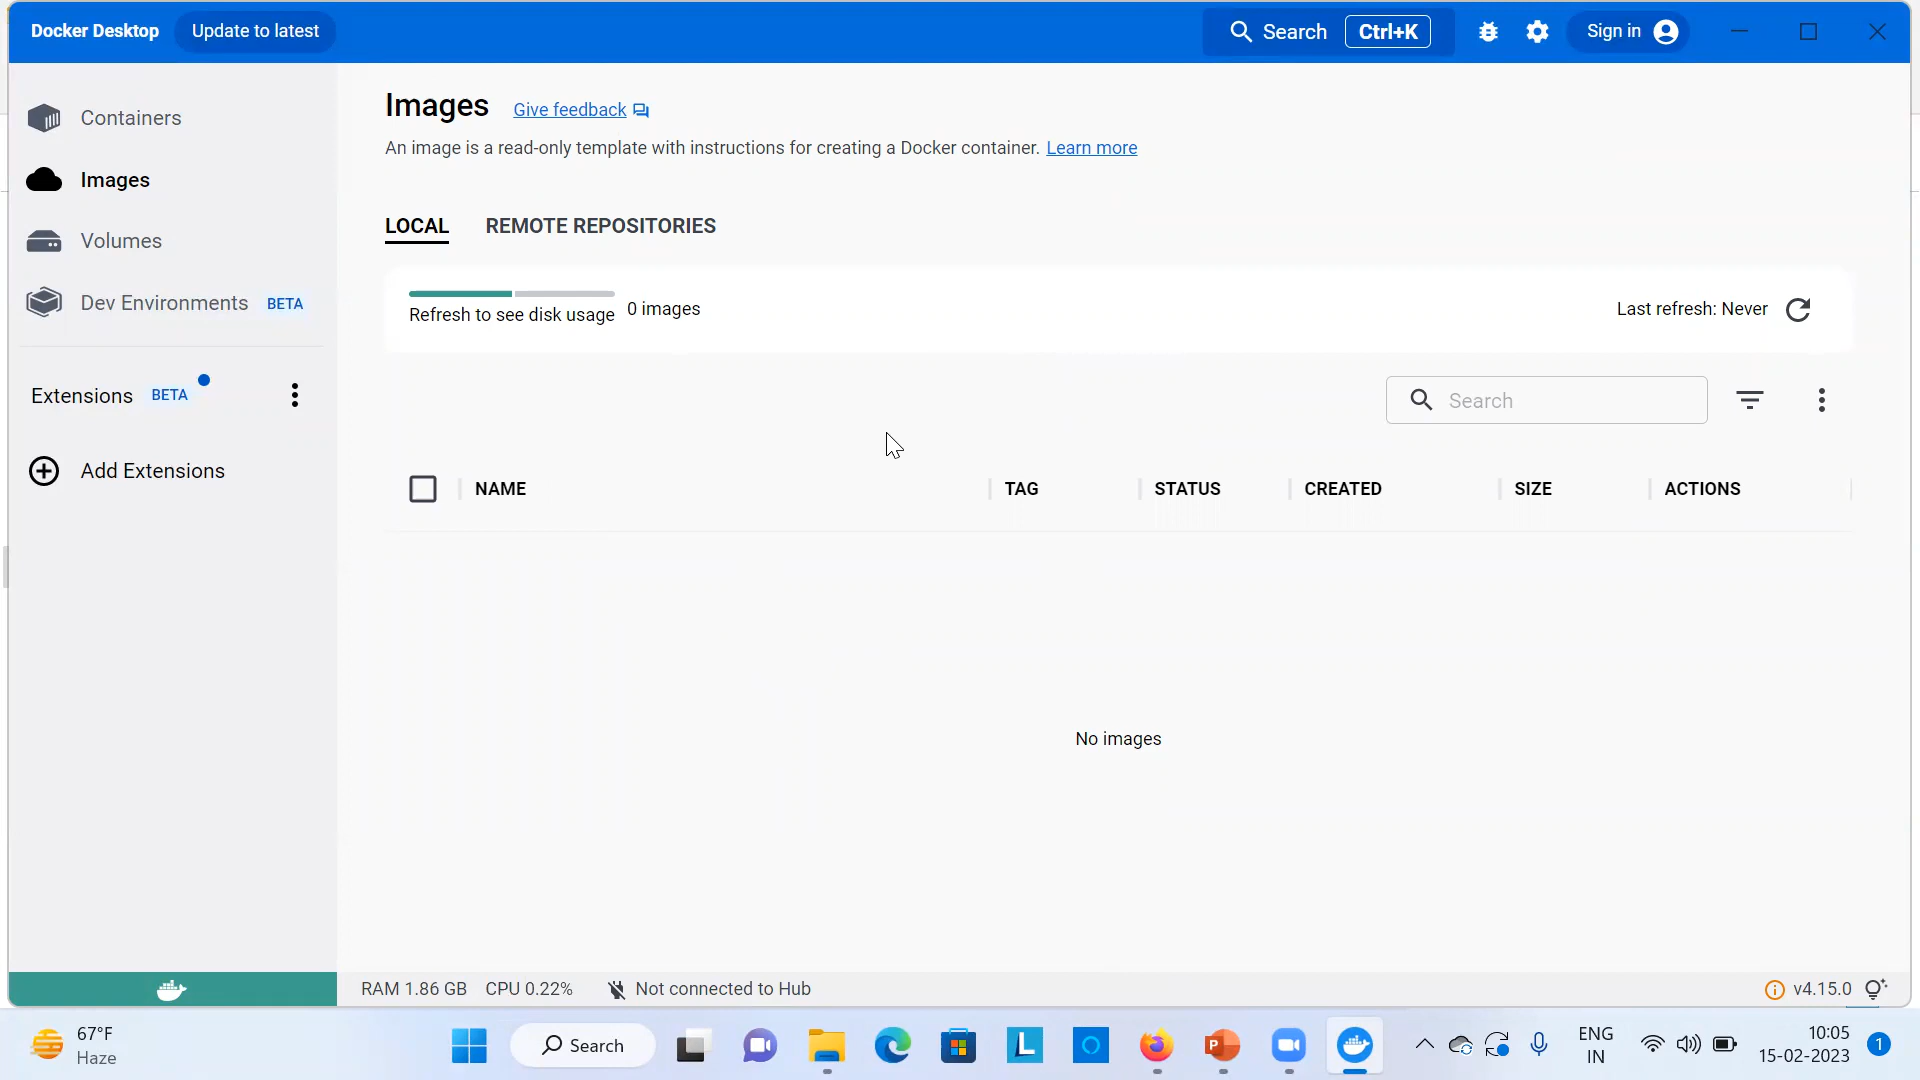 Docker Desktop Update to latest Search Ctrl+K Sign in
Containers
Images
Volumes
Dev Environments BETA
Extensions BETA
Add Extensions
Images Give feedback
An image is a read-only template with instructions for creating a Docker container. Learn more
LOCAL REMOTE REPOSITORIES
Refresh to see disk usage 0 images Last refresh: Never
Search
NAME TAG STATUS CREATED SIZE ACTIONS
No images
RAM 1.86 GB CPU 0.22% Not connected to Hub v4.15.0
67°F
Haze
Search
L
P
ENG
IN
10:05
15-02-2023
1